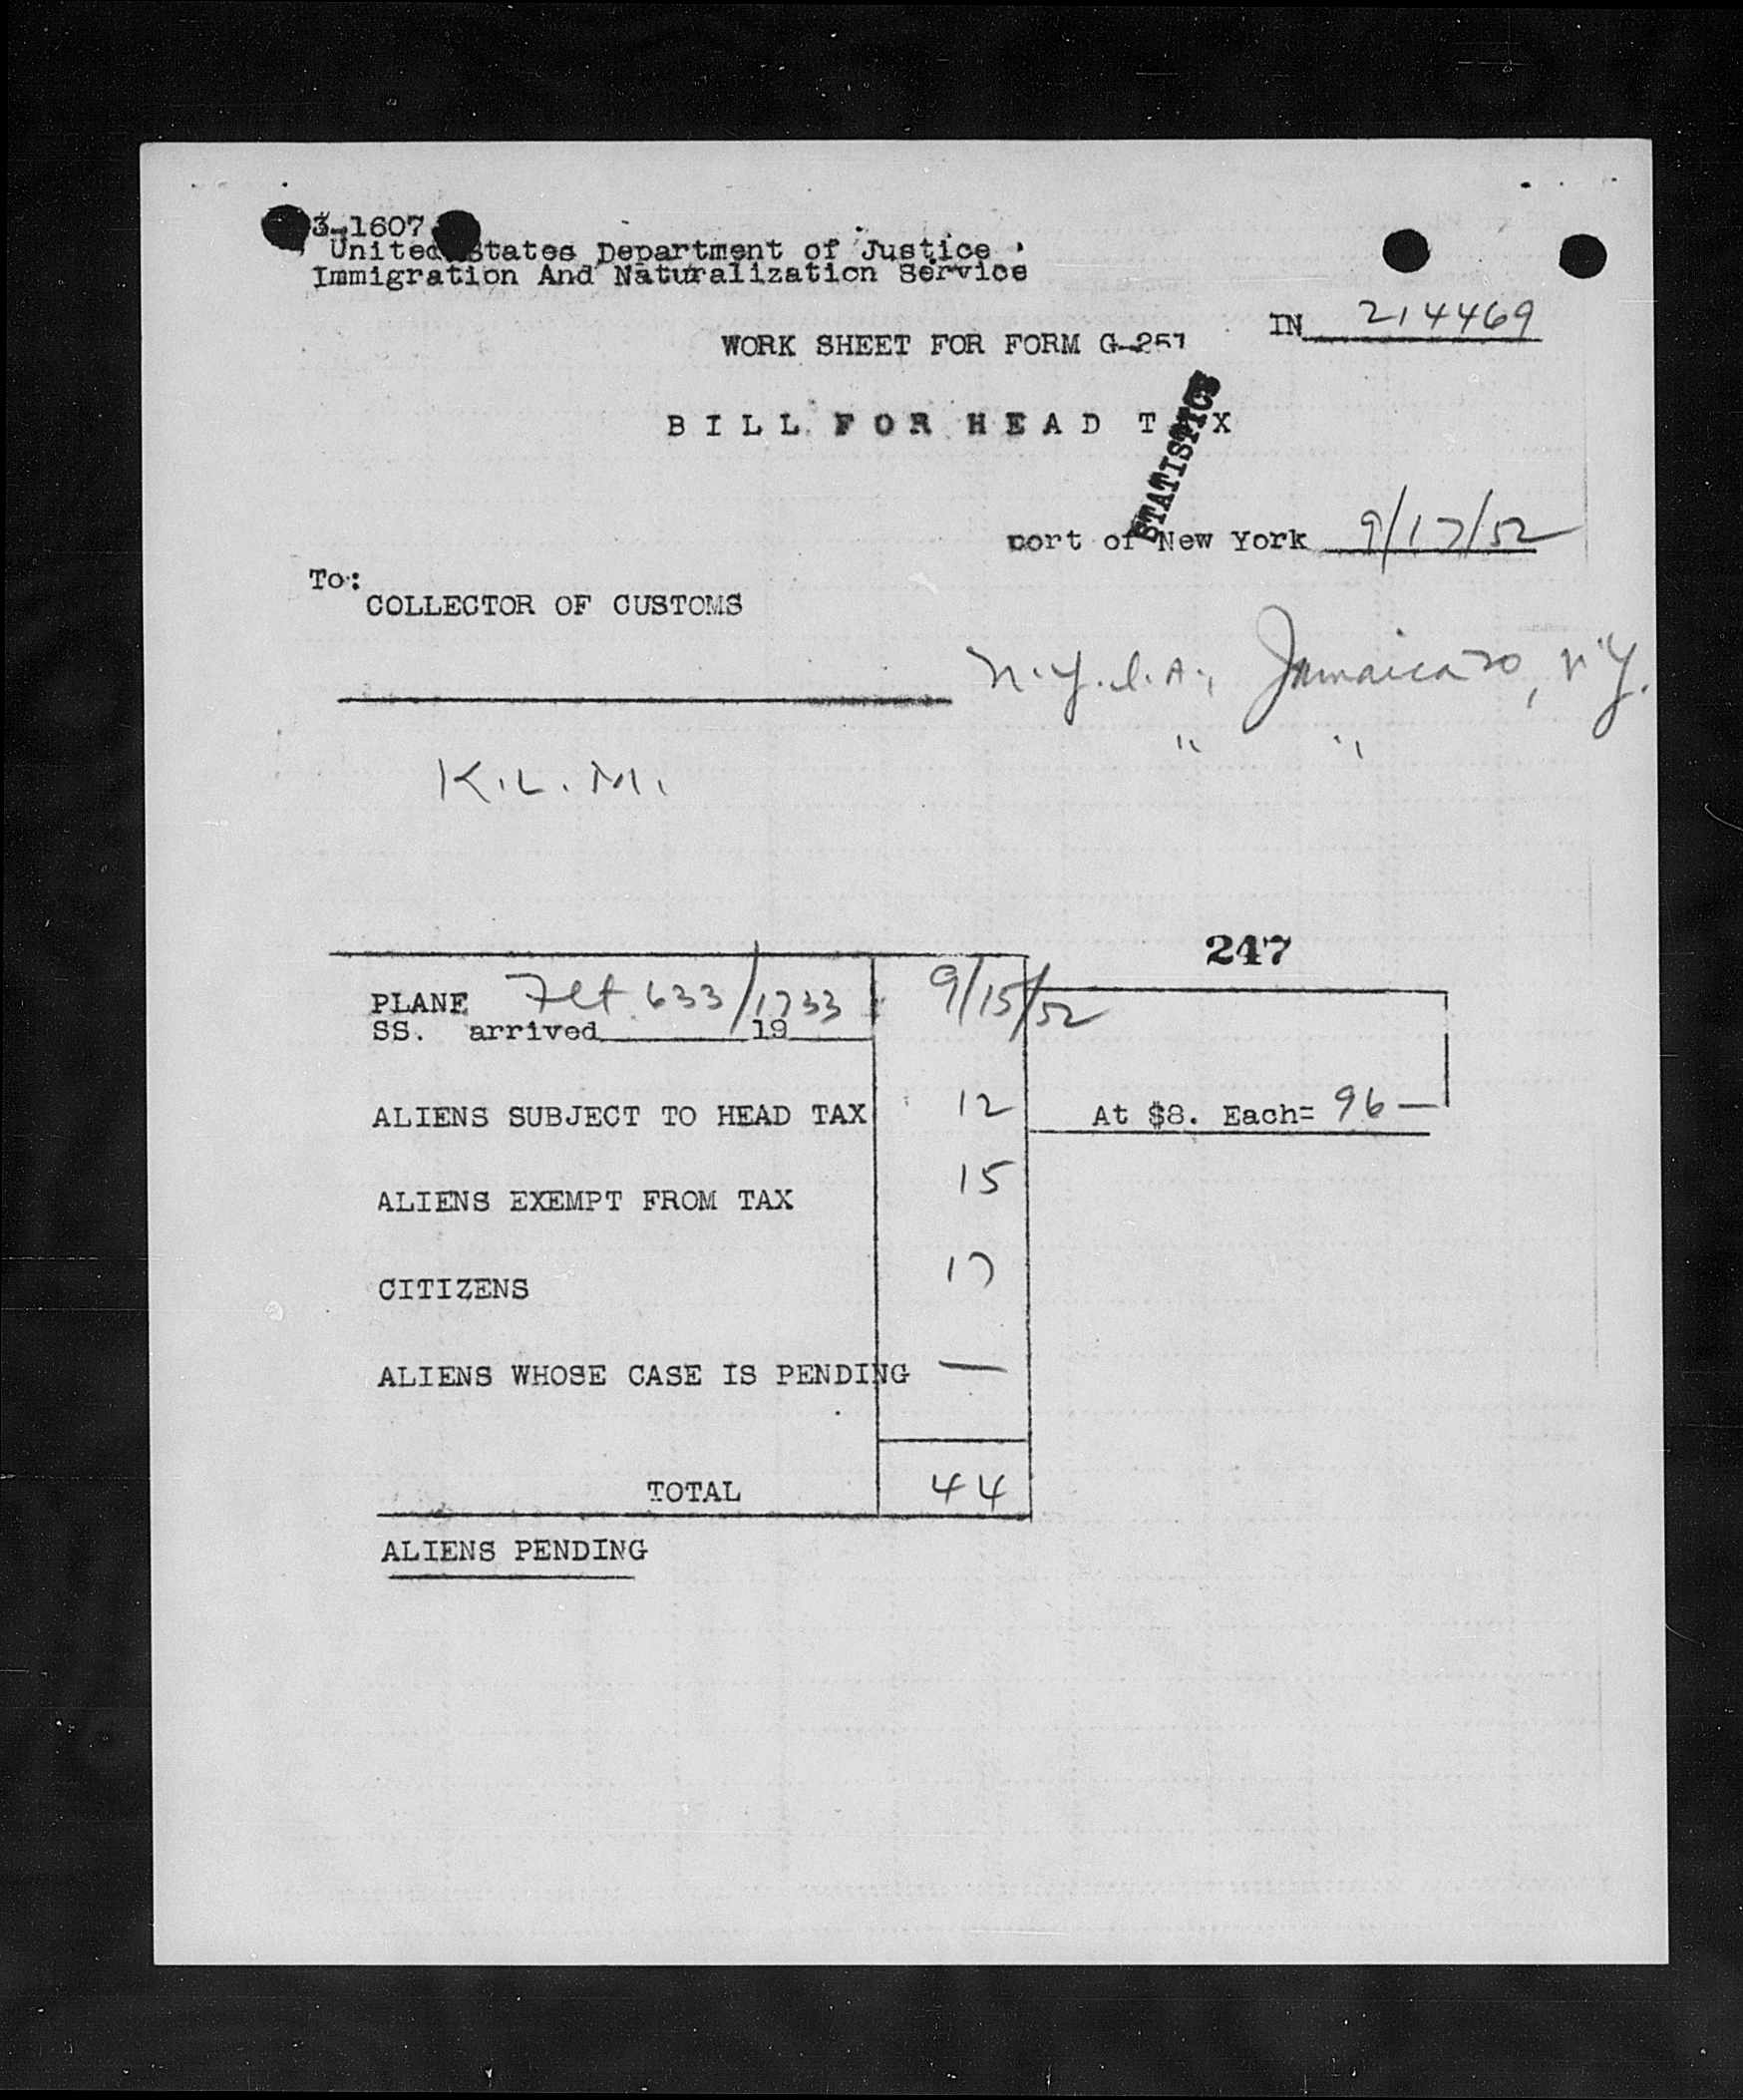 3-1607
United States Department of Justice
Immigration And Naturalization Service
IN 214469
WORK SHEET FOR FORM G-257
BILL FOR HEAD T X
STATISTICS
port of New York 9/17/52
To:
COLLECTOR OF CUSTOMS
N.Y.I.A., Jamaica 30, N.Y.
" "
K.L.M.
247
PLANE Flt 633/1733 9/15/52
SS. arrived 19
ALIENS SUBJECT TO HEAD TAX 12 At $8. Each= 96 —
ALIENS EXEMPT FROM TAX 15
CITIZENS 17
ALIENS WHOSE CASE IS PENDING —
TOTAL 44
ALIENS PENDING